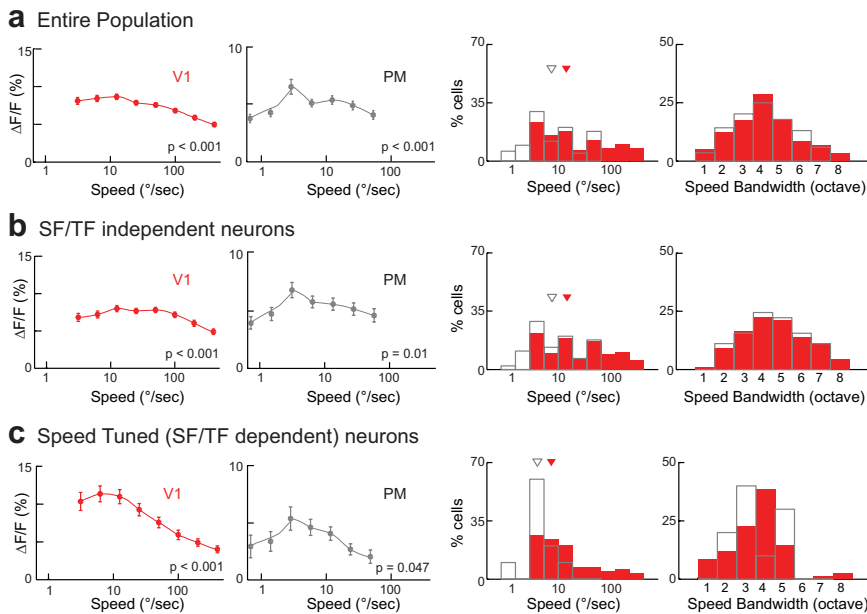 a Entire Population
15
ΔF/F (%)
0
V1
p < 0.001
1 10 100
Speed (°/sec)
10
0
PM
p < 0.001
1 10 100
Speed (°/sec)
70
35
0
% cells
1 10 100
Speed (°/sec)
50
25
0
1 2 3 4 5 6 7 8
Speed Bandwidth (octave)
b SF/TF independent neurons
15
ΔF/F (%)
0
V1
p < 0.001
1 10 100
Speed (°/sec)
10
0
PM
p = 0.01
1 10 100
Speed (°/sec)
70
35
0
% cells
1 10 100
Speed (°/sec)
50
25
0
1 2 3 4 5 6 7 8
Speed Bandwidth (octave)
c Speed Tuned (SF/TF dependent) neurons
15
ΔF/F (%)
0
V1
p < 0.001
1 10 100
Speed (°/sec)
10
0
PM
p = 0.047
1 10 100
Speed (°/sec)
70
35
0
% cells
1 10 100
Speed (°/sec)
50
25
0
1 2 3 4 5 6 7 8
Speed Bandwidth (octave)